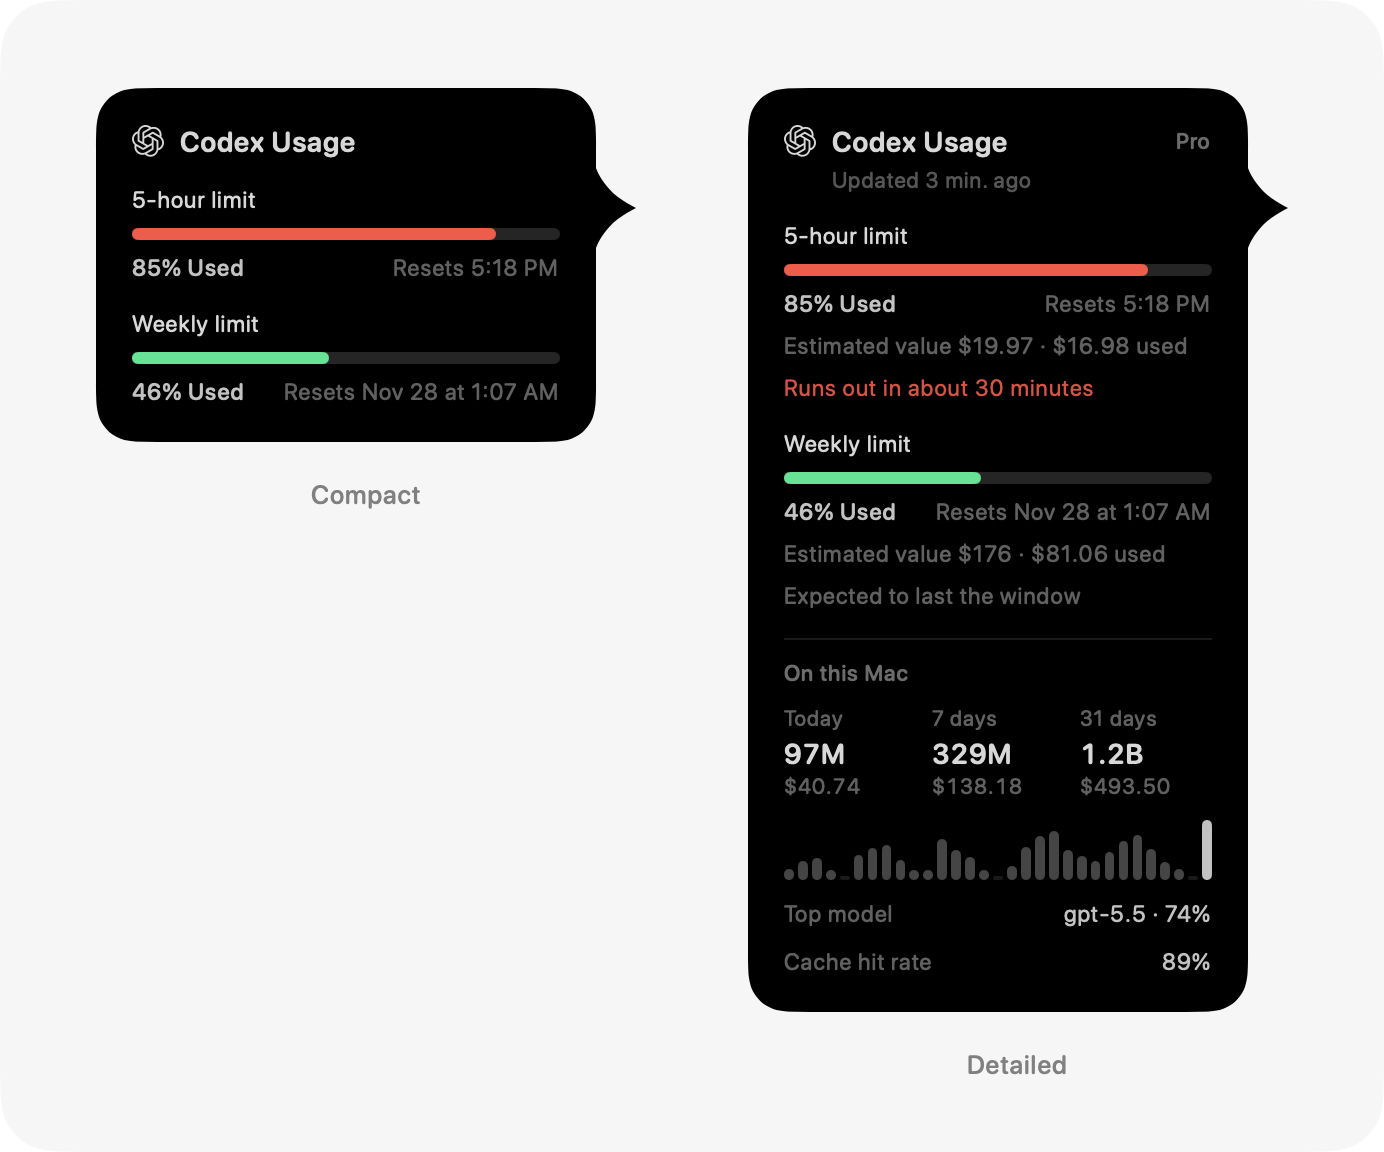 Codex Usage
5-hour limit
85% Used Resets 5:18 PM
Weekly limit
46% Used Resets Nov 28 at 1:07 AM
Compact
Codex Usage Pro
Updated 3 min. ago
5-hour limit
85% Used Resets 5:18 PM
Estimated value $19.97 · $16.98 used
Runs out in about 30 minutes
Weekly limit
46% Used Resets Nov 28 at 1:07 AM
Estimated value $176 · $81.06 used
Expected to last the window
On this Mac
Today 7 days 31 days
97M 329M 1.2B
$40.74 $138.18 $493.50
Top model gpt-5.5 · 74%
Cache hit rate 89%
Detailed